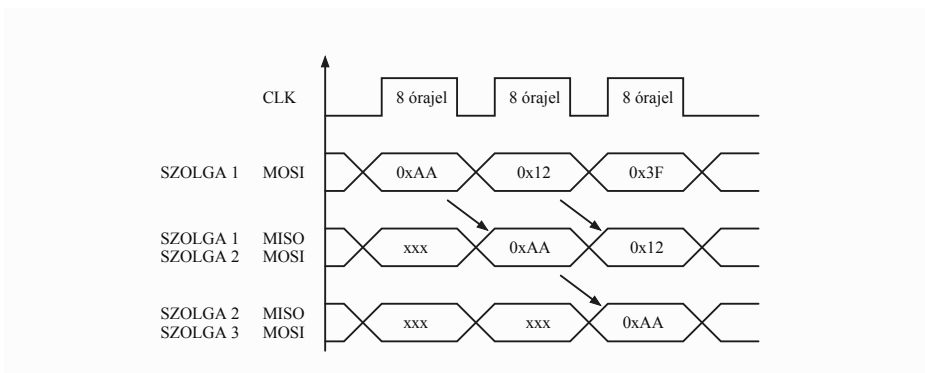 CLK 8 órajel 8 órajel 8 órajel
SZOLGA 1 MOSI 0xAA 0x12 0x3F
SZOLGA 1 MISO
SZOLGA 2 MOSI
xxx 0xAA 0x12
SZOLGA 2 MISO
SZOLGA 3 MOSI
xxx xxx 0xAA